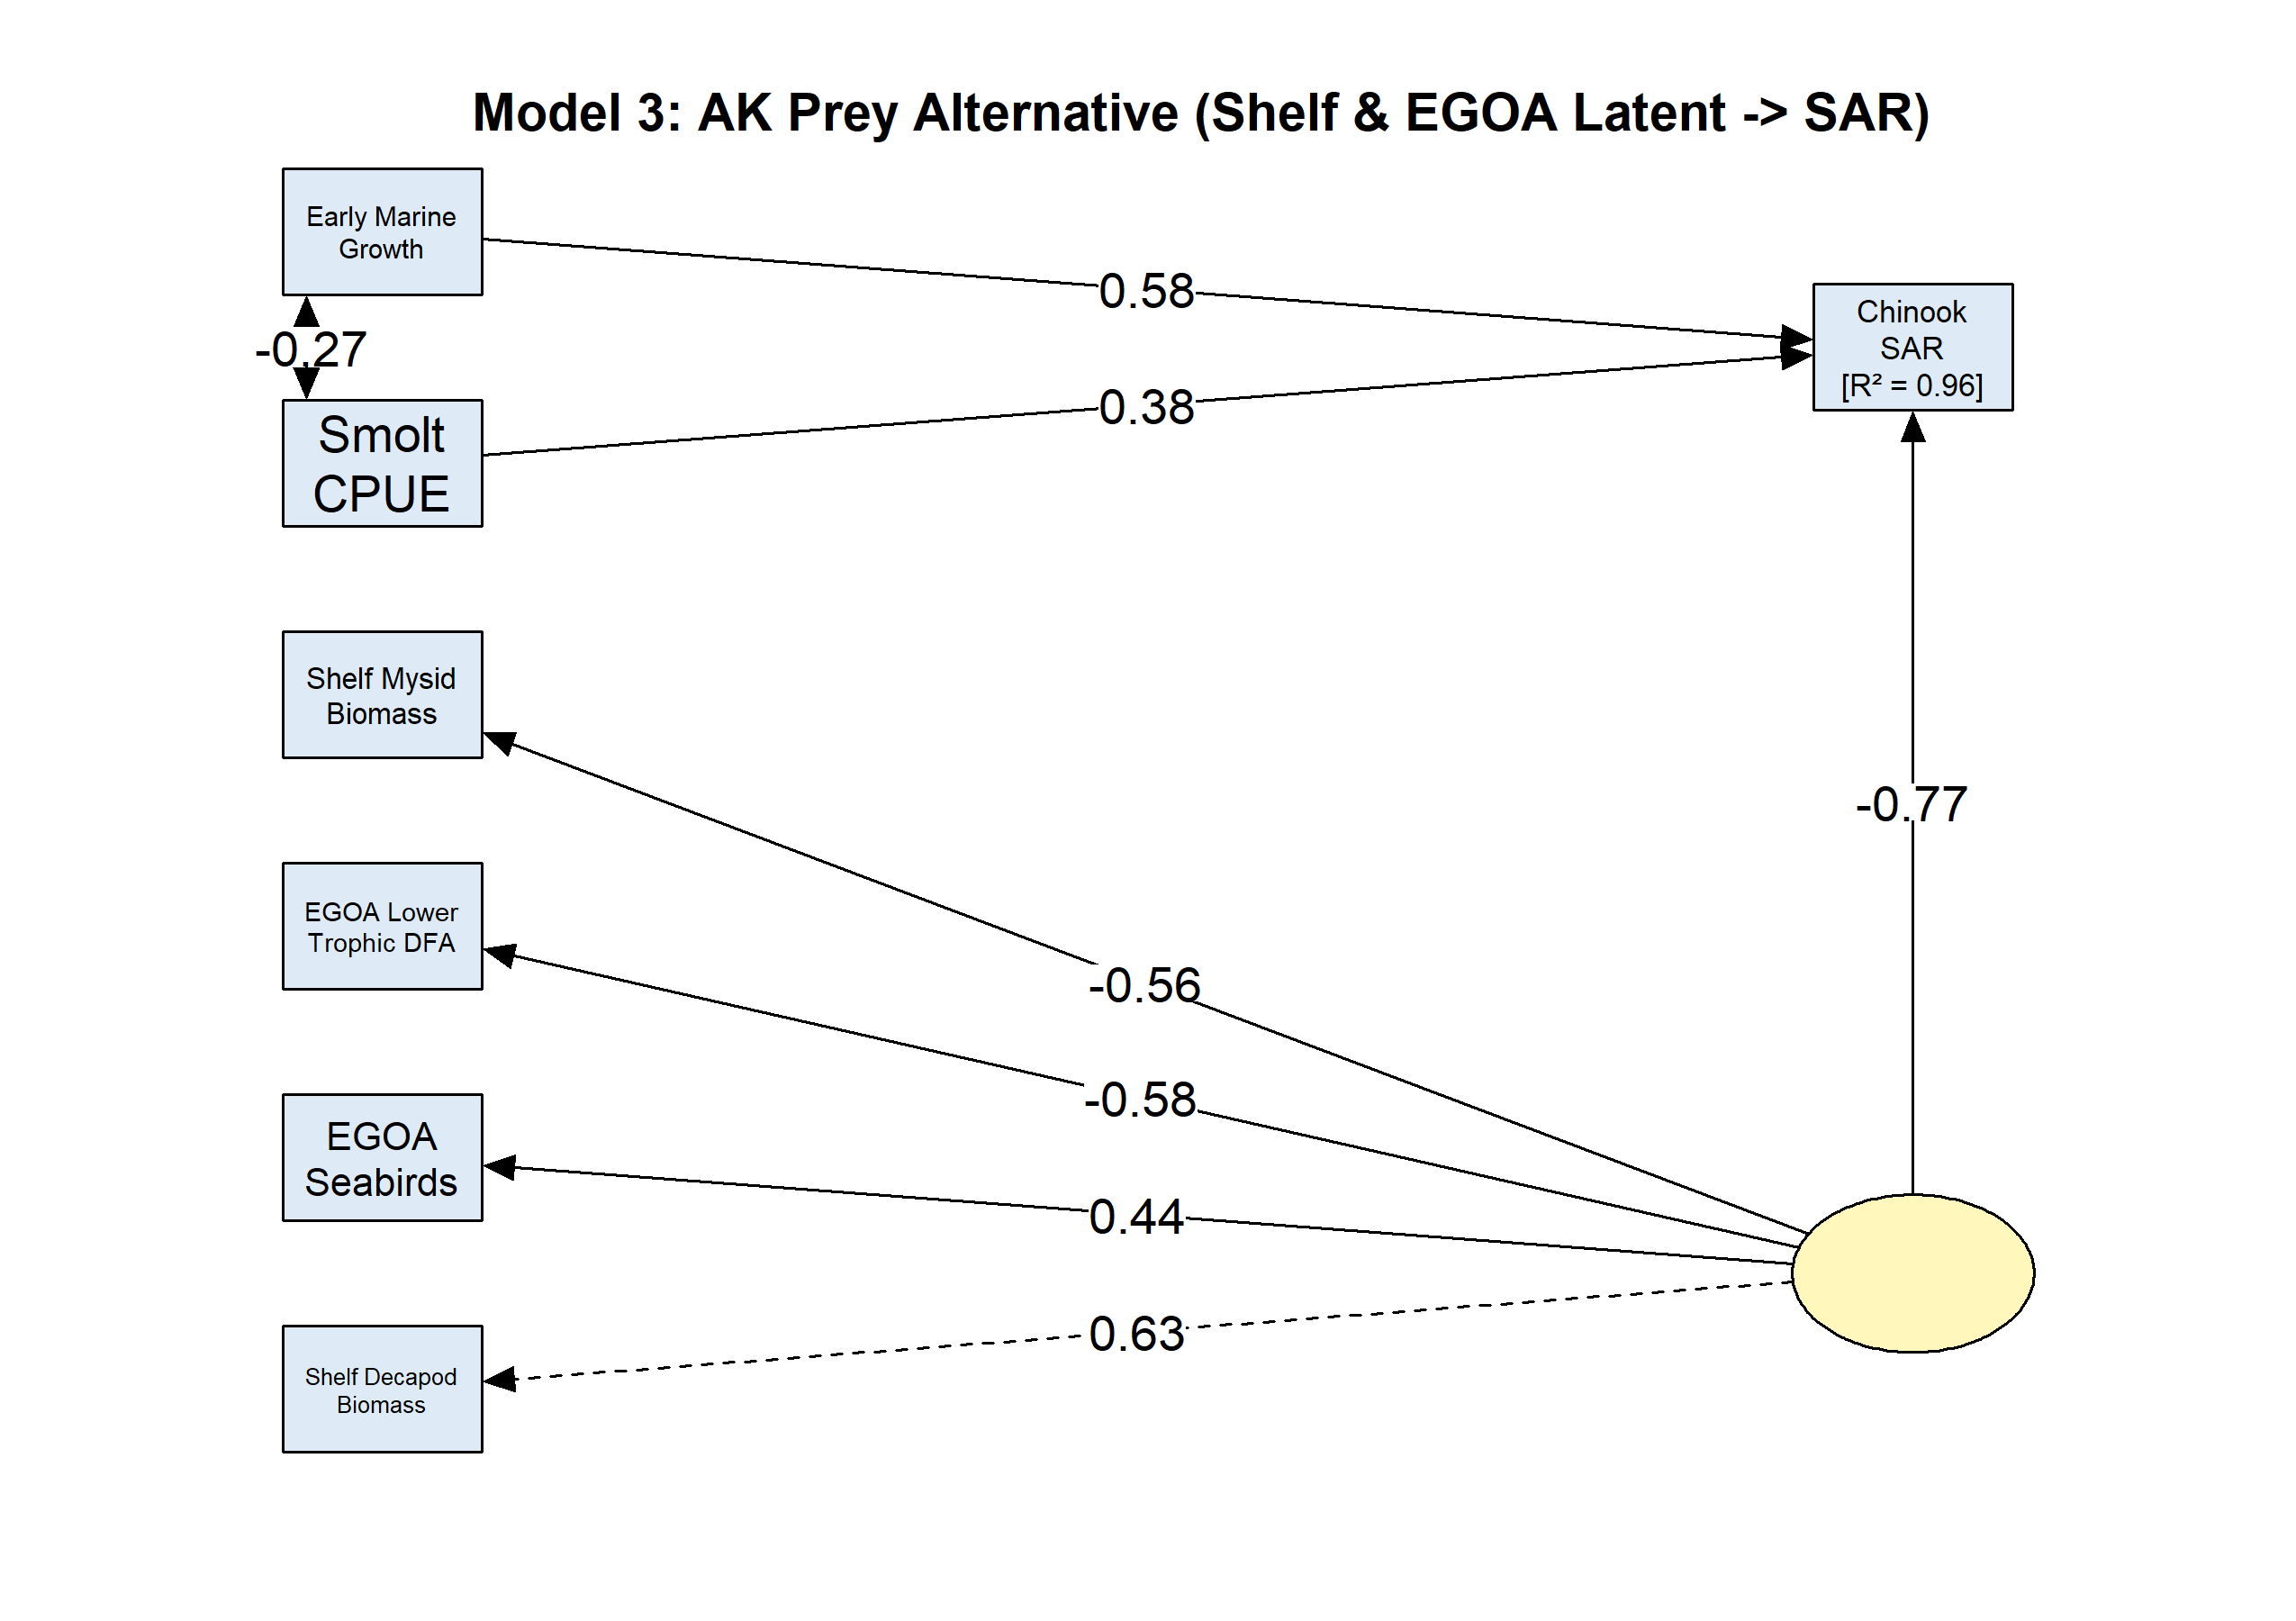 Model 3: AK Prey Alternative (Shelf & EGOA Latent -> SAR)
Early Marine
Growth
0.58
Chinook
SAR
[R² = 0.96]
-0.27
0.38
Smolt
CPUE
Shelf Mysid
Biomass
-0.77
EGOA Lower
Trophic DFA
-0.56
-0.58
EGOA
Seabirds
0.44
0.63
Shelf Decapod
Biomass